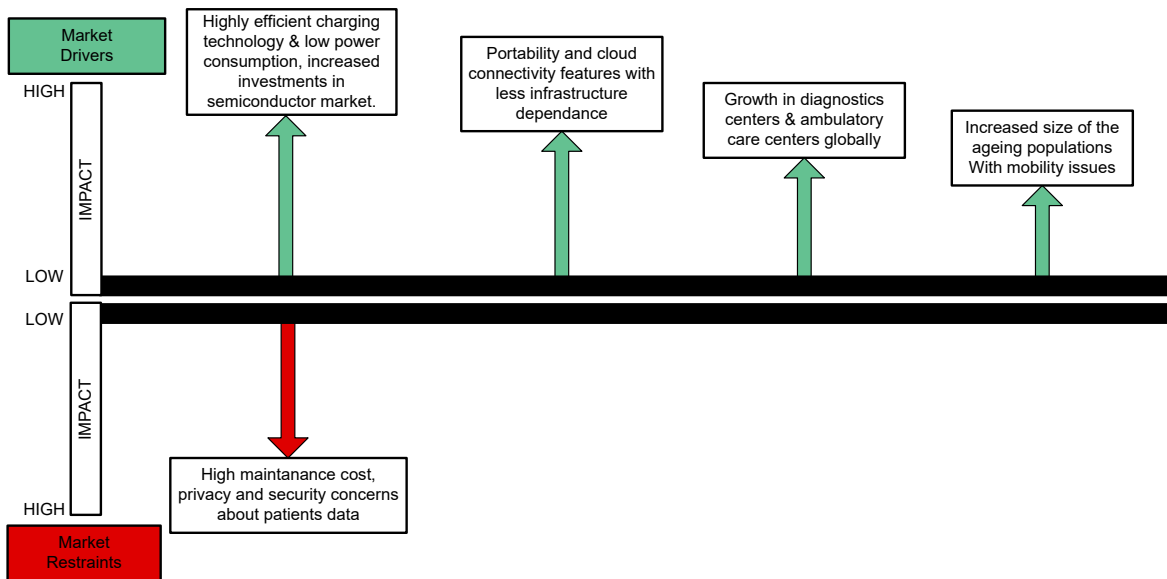 Market
Drivers
Highly efficient charging
technology & low power
consumption, increased
investments in
semiconductor market.
Portability and cloud
connectivity features with
less infrastructure
dependance
Growth in diagnostics
centers & ambulatory
care centers globally
Increased size of the
ageing populations
With mobility issues
HIGH
IMPACT
LOW
LOW
IMPACT
HIGH
High maintanance cost,
privacy and security concerns
about patients data
Market
Restraints